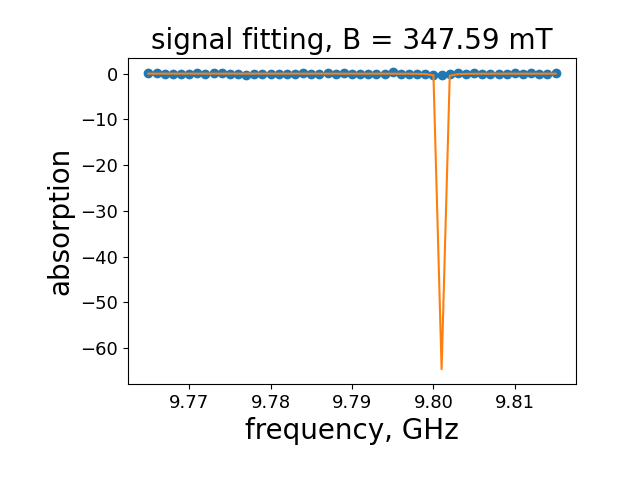 signal fitting, B = 347.59 mT
absorption
0
−10
−20
−30
−40
−50
−60
9.77 9.78 9.79 9.80 9.81
frequency, GHz